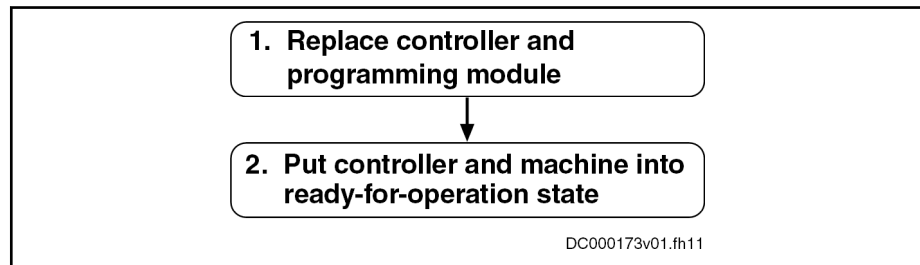 1. Replace controller and
programming module
2. Put controller and machine into
ready-for-operation state
DC000173v01.fh11